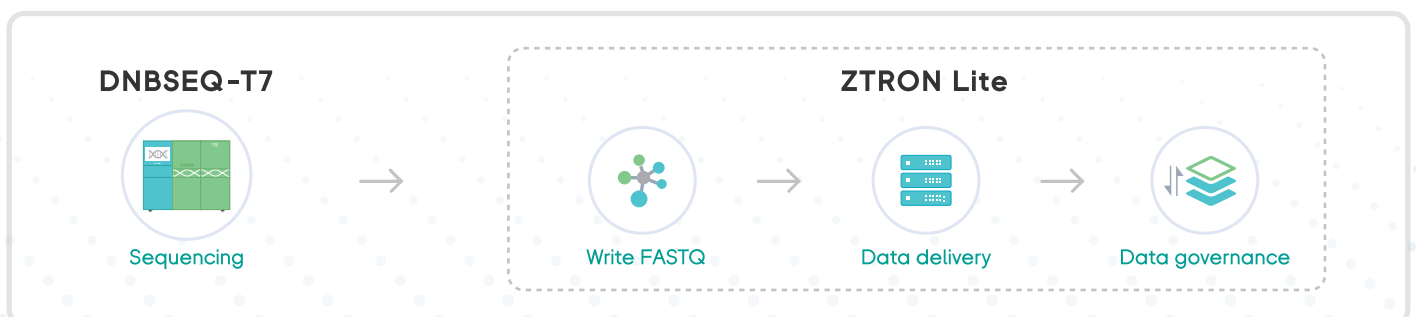 DNBSEQ-T7
ZTRON Lite
Sequencing
Write FASTQ
Data delivery
Data governance